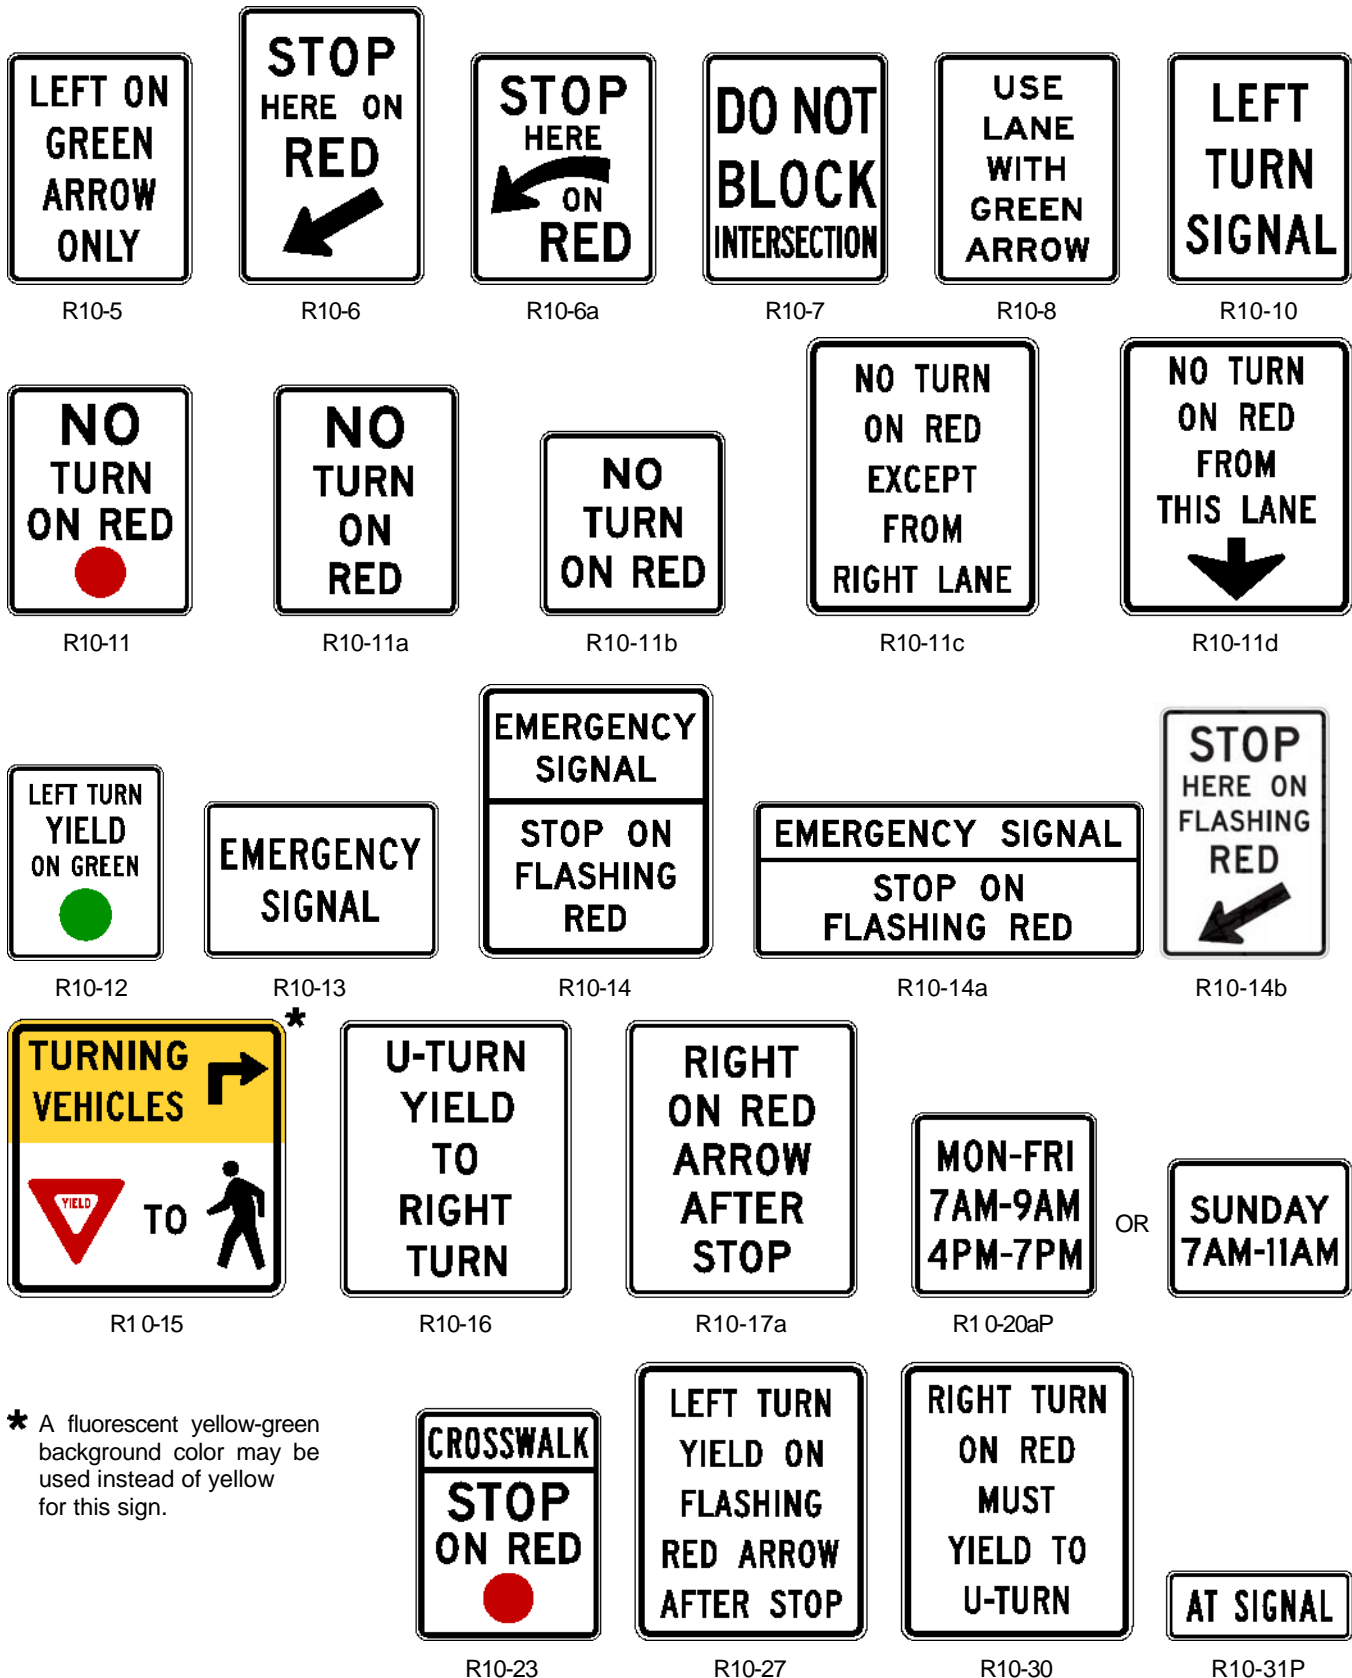 LEFT ON
GREEN
ARROW
ONLY
R10-5
STOP
HERE ON
RED
R10-6
STOP
HERE
ON
RED
R10-6a
DO NOT
BLOCK
INTERSECTION
R10-7
USE
LANE
WITH
GREEN
ARROW
R10-8
LEFT
TURN
SIGNAL
R10-10
NO
TURN
ON RED
R10-11
NO
TURN
ON
RED
R10-11a
NO
TURN
ON RED
R10-11b
NO TURN
ON RED
EXCEPT
FROM
RIGHT LANE
R10-11c
NO TURN
ON RED
FROM
THIS LANE
R10-11d
LEFT TURN
YIELD
ON GREEN
R10-12
EMERGENCY
SIGNAL
R10-13
EMERGENCY
SIGNAL
STOP ON
FLASHING
RED
R10-14
EMERGENCY SIGNAL
STOP ON
FLASHING RED
R10-14a
STOP
HERE ON
FLASHING
RED
R10-14b
TURNING
VEHICLES
YIELD
TO
*
R10-15
U-TURN
YIELD
TO
RIGHT
TURN
R10-16
RIGHT
ON RED
ARROW
AFTER
STOP
R10-17a
MON-FRI
7AM-9AM
4PM-7PM
R10-20aP
OR
SUNDAY
7AM-11AM
* A fluorescent yellow-green
background color may be
used instead of yellow
for this sign.
CROSSWALK
STOP
ON RED
R10-23
LEFT TURN
YIELD ON
FLASHING
RED ARROW
AFTER STOP
R10-27
RIGHT TURN
ON RED
MUST
YIELD TO
U-TURN
R10-30
AT SIGNAL
R10-31P